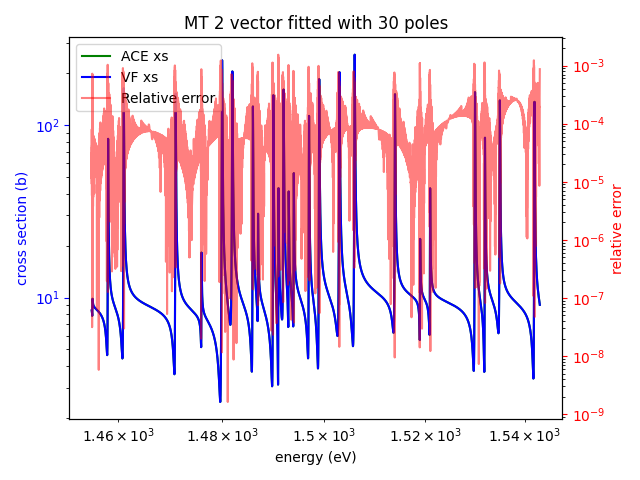 MT 2 vector fitted with 30 poles
ACE xs
VF xs
Relative error
cross section (b)
10²
10¹
relative error
10⁻³
10⁻⁴
10⁻⁵
10⁻⁶
10⁻⁷
10⁻⁸
10⁻⁹
1.46 × 10³ 1.48 × 10³ 1.5 × 10³ 1.52 × 10³ 1.54 × 10³
energy (eV)